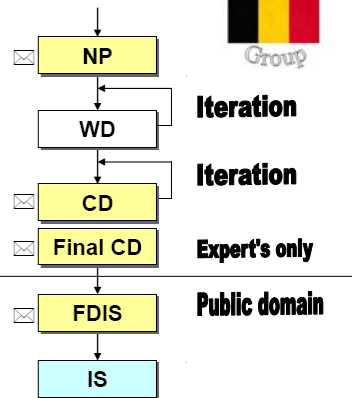 Group
NP
Iteration
WD
Iteration
CD
Final CD
Expert's only
Public domain
FDIS
IS